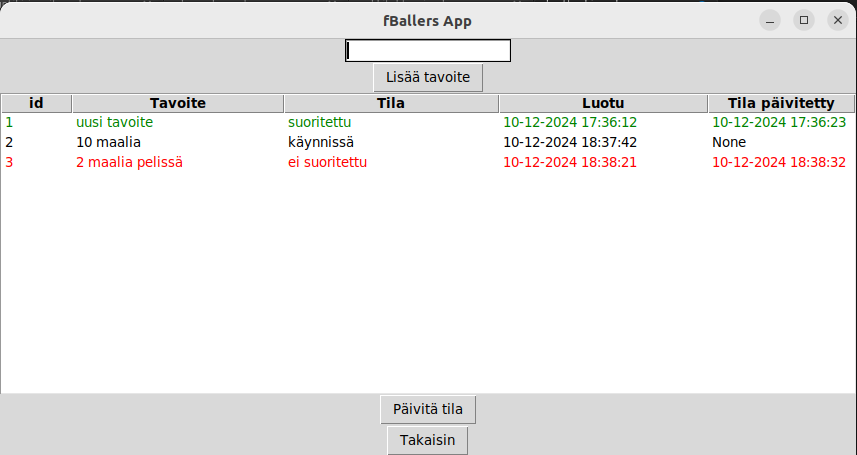 fBallers App
Lisää tavoite
id Tavoite Tila Luotu Tila päivitetty
1 uusi tavoite suoritettu 10-12-2024 17:36:12 10-12-2024 17:36:23
2 10 maalia käynnissä 10-12-2024 18:37:42 None
3 2 maalia pelissä ei suoritettu 10-12-2024 18:38:21 10-12-2024 18:38:32
Päivitä tila
Takaisin